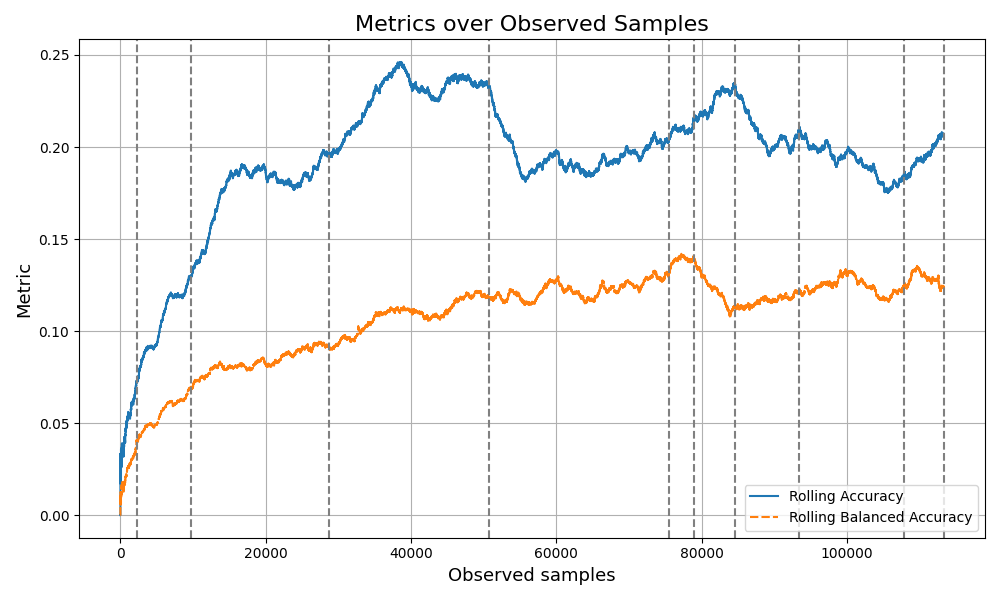 Metrics over Observed Samples
Metric
0.25
0.20
0.15
0.10
0.05
0.00
Rolling Accuracy
Rolling Balanced Accuracy
0 20000 40000 60000 80000 100000
Observed samples